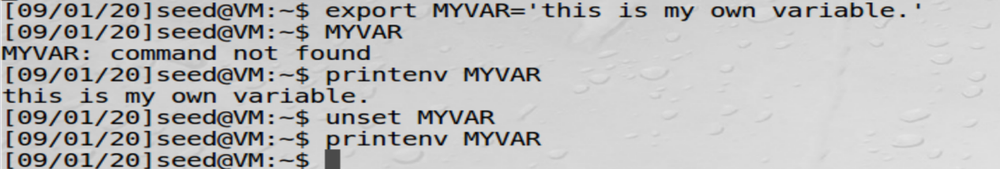 [09/01/20]seed@VM:~$ export MYVAR='this is my own variable.'
[09/01/20]seed@VM:~$ MYVAR
MYVAR: command not found
[09/01/20]seed@VM:~$ printenv MYVAR
this is my own variable.
[09/01/20]seed@VM:~$ unset MYVAR
[09/01/20]seed@VM:~$ printenv MYVAR
[09/01/20]seed@VM:~$